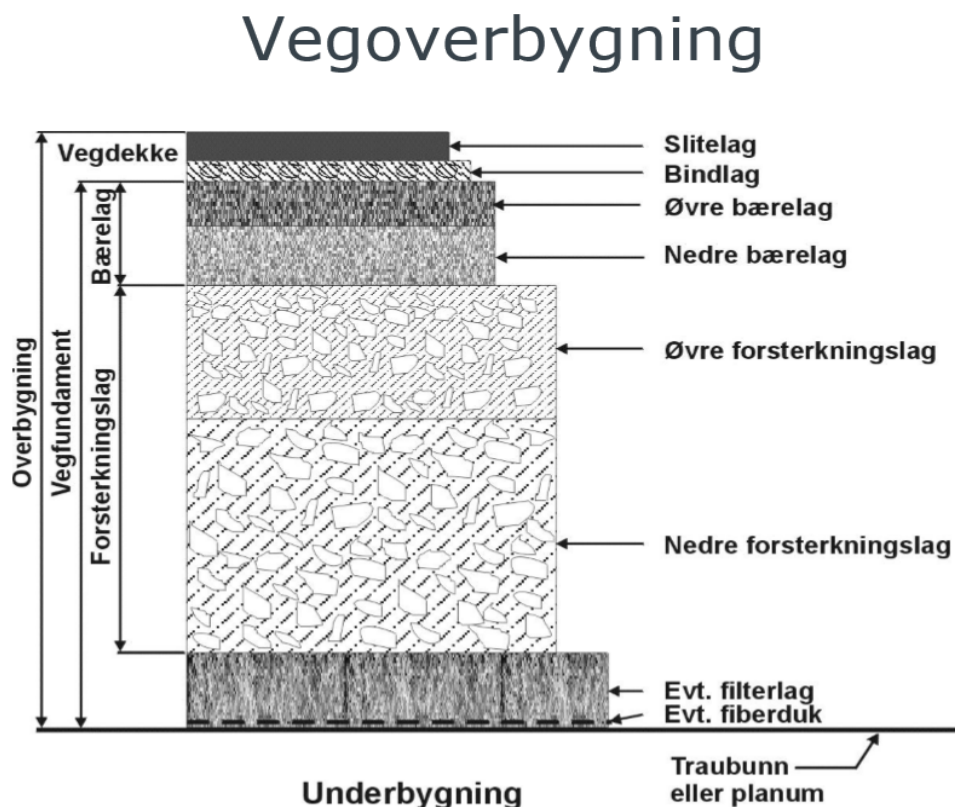 Vegoverbygning
Vegdekke
Slitelag
Bindlag
Øvre bærelag
Nedre bærelag
Bærelag
Øvre forsterkningslag
Overbygning
Vegfundament
Forsterkningslag
Nedre forsterkningslag
Evt. filterlag
Evt. fiberduk
Traubunn
eller planum
Underbygning